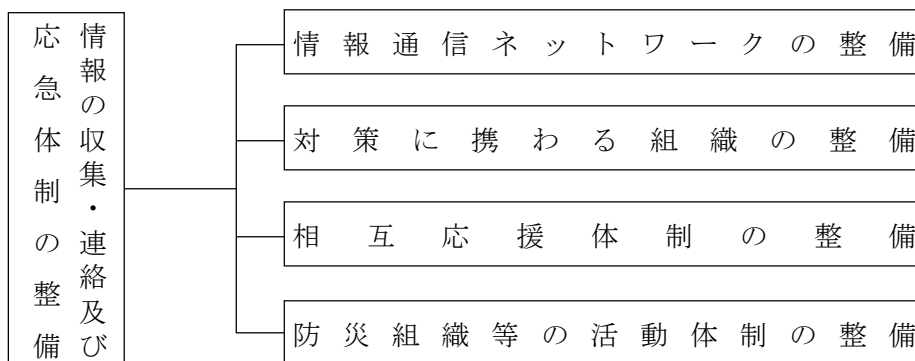 情報の収集・連絡及び
応急体制の整備
情報通信ネットワークの整備
対策に携わる組織の整備
相互応援体制の整備
防災組織等の活動体制の整備